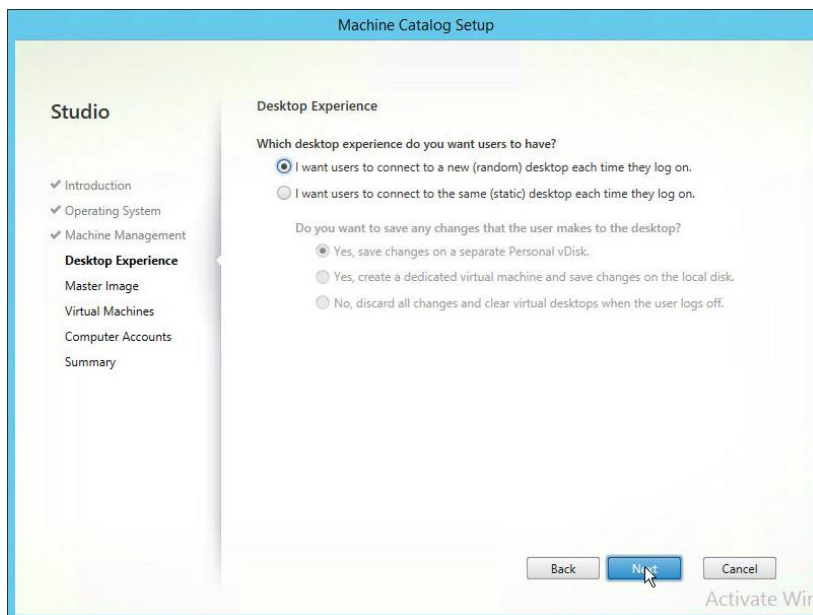 Machine Catalog Setup
Studio
Introduction
Operating System
Machine Management
Desktop Experience
Master Image
Virtual Machines
Computer Accounts
Summary
Desktop Experience
Which desktop experience do you want users to have?
I want users to connect to a new (random) desktop each time they log on.
I want users to connect to the same (static) desktop each time they log on.
Do you want to save any changes that the user makes to the desktop?
Yes, save changes on a separate Personal vDisk.
Yes, create a dedicated virtual machine and save changes on the local disk.
No, discard all changes and clear virtual desktops when the user logs off.
Back
Next
Cancel
Activate Win